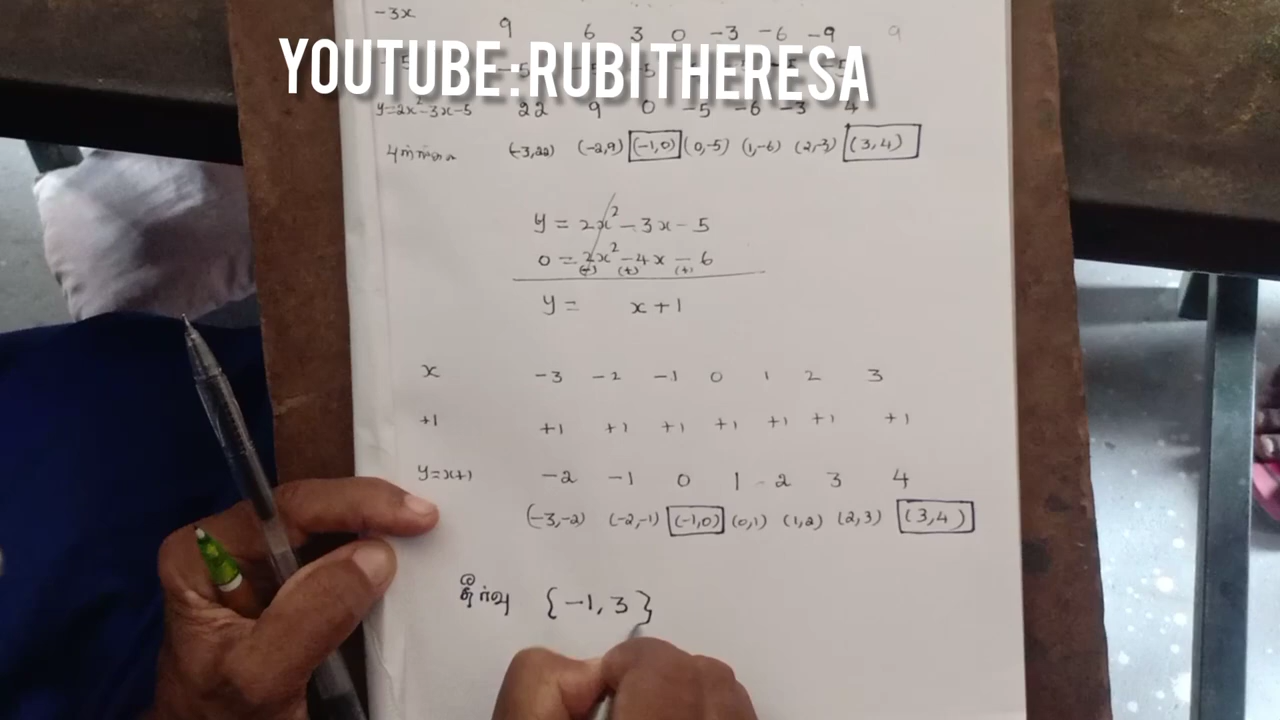 -3x 9 6 3 0 -3 -6 -9 9
YOUTUBE:RUBITHERESA
y=2x²-3x-5 22 9 0 -5 -6 -3 4
(-3,22) (-2,9) (-1,0) (0,-5) (1,-6) (2,-3) (3,4)
y = 2x² - 3x - 5
0 = 2x² - 4x - 6
(-) (+) (+)
y = x+1
x -3 -2 -1 0 1 2 3
+1 +1 +1 +1 +1 +1 +1 +1
y=x+1 -2 -1 0 1 2 3 4
(-3,-2) (-2,-1) (-1,0) (0,1) (1,2) (2,3) (3,4)
தீர்வு {-1, 3}